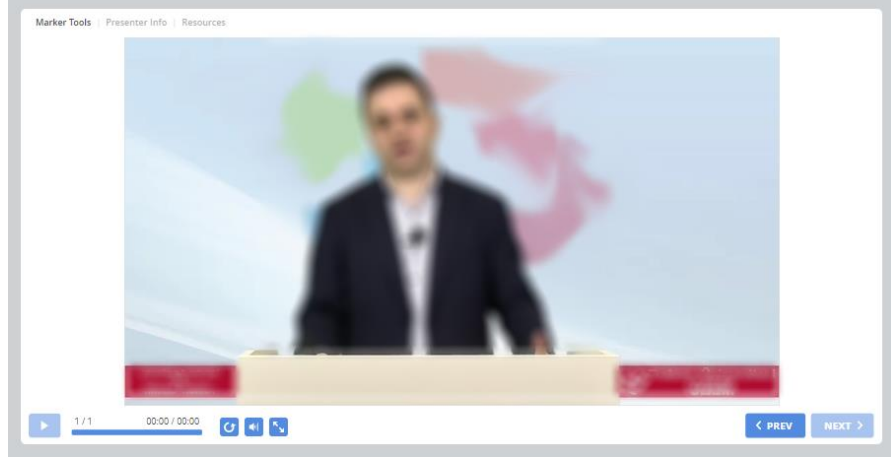 Marker Tools | Presenter Info | Resources
1 / 1 00:00 / 00:00
PREV NEXT